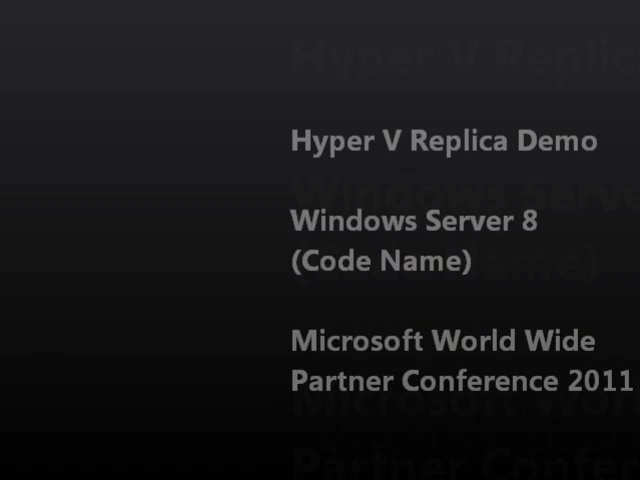 Hyper V Replica Demo
Windows Server 8
(Code Name)
Microsoft World Wide
Partner Conference 2011